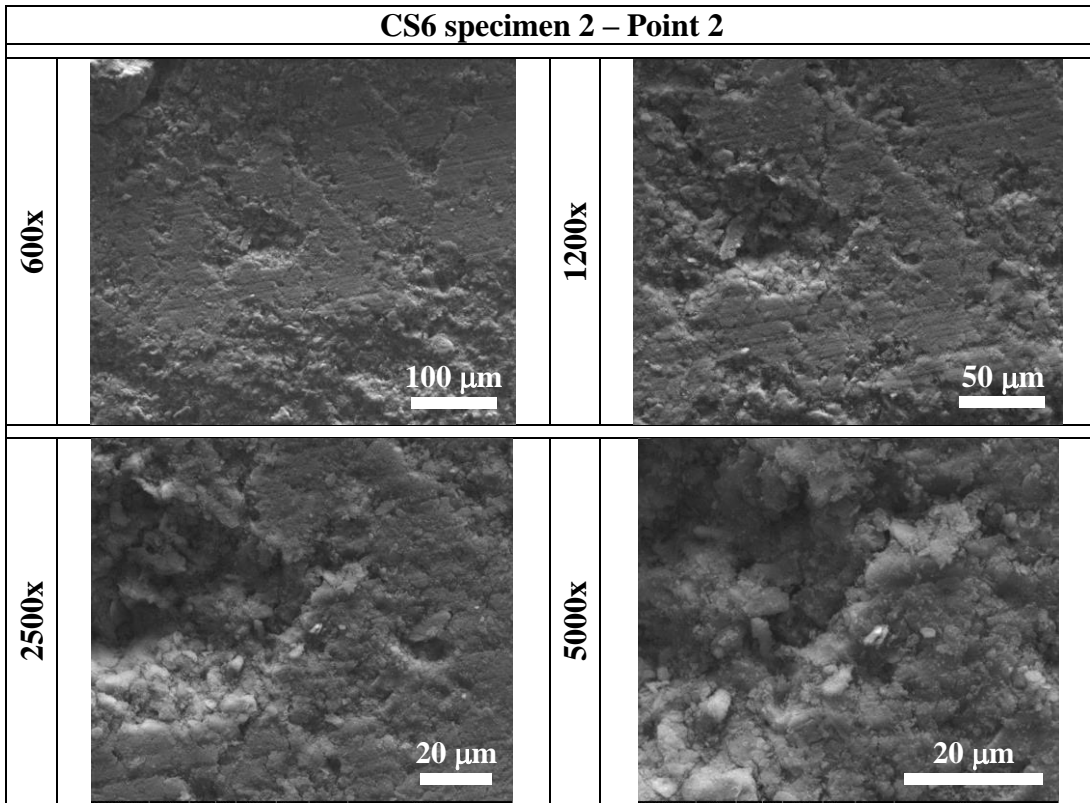 CS6 specimen 2 – Point 2
600x
100 μm
1200x
50 μm
2500x
20 μm
5000x
20 μm